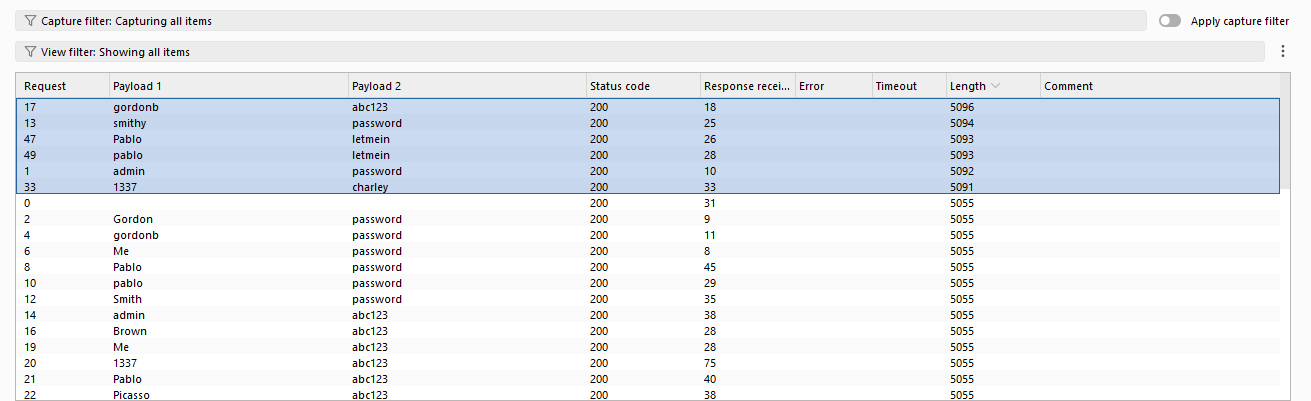 Capture filter: Capturing all items Apply capture filter
View filter: Showing all items
Request Payload 1 Payload 2 Status code Response recei... Error Timeout Length Comment
17 gordonb abc123 200 18 5096
13 smithy password 200 25 5094
47 Pablo letmein 200 26 5093
49 pablo letmein 200 28 5093
1 admin password 200 10 5092
33 1337 charley 200 33 5091
0 200 31 5055
2 Gordon password 200 9 5055
4 gordonb password 200 11 5055
6 Me password 200 8 5055
8 Pablo password 200 45 5055
10 pablo password 200 29 5055
12 Smith password 200 35 5055
14 admin abc123 200 38 5055
16 Brown abc123 200 28 5055
19 Me abc123 200 28 5055
20 1337 abc123 200 75 5055
21 Pablo abc123 200 40 5055
22 Picasso abc123 200 38 5055